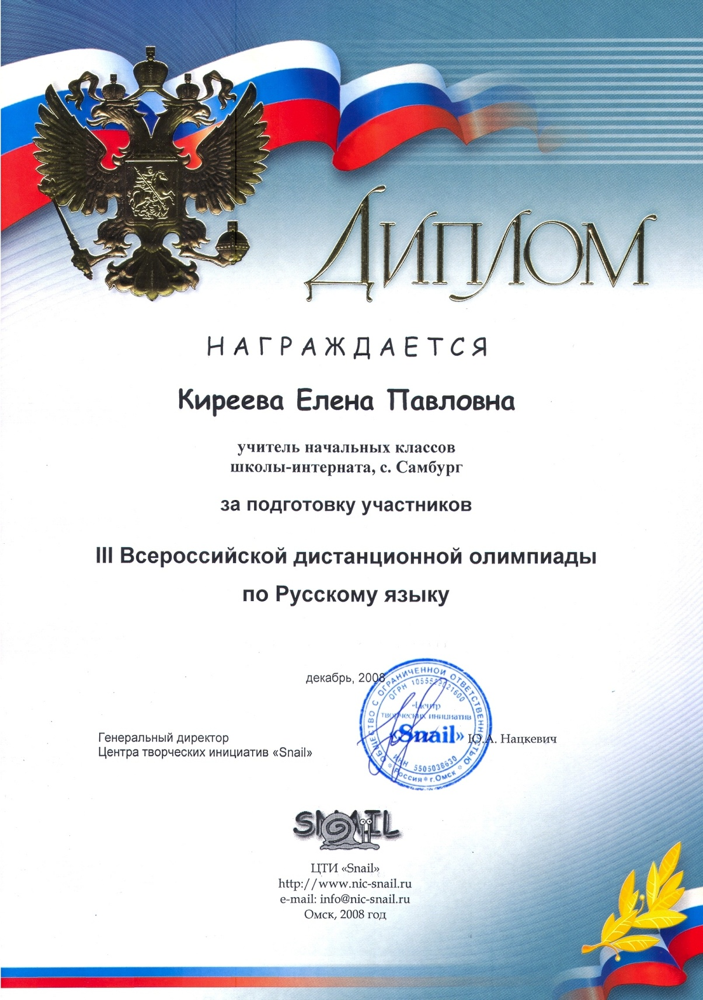 Диплом
НАГРАЖДАЕТСЯ
Киреева Елена Павловна
учитель начальных классов
школы-интерната, с. Самбург
за подготовку участников
III Всероссийской дистанционной олимпиады
по Русскому языку
декабрь, 2008
Генеральный директор
Центра творческих инициатив «Snail»
ОБЩЕСТВО С ОГРАНИЧЕННОЙ ОТВЕТСТВЕННОСТЬЮ
ОГРН
«Центр
творческих инициатив
«Snail»
ИНН 5505038630
Россия * г.Омск
Ю.А. Нацкевич
SNAIL
ЦТИ «Snail»
http://www.nic-snail.ru
e-mail: info@nic-snail.ru
Омск, 2008 год